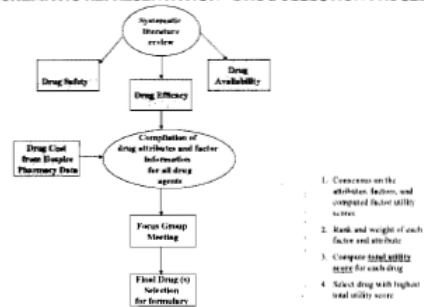 Systematic
literature
review
Drug Safety
Drug
Availability
Drug Efficacy
Compilation of
drug attributes and factor
information
for all drug
agents
Drug Cost
from Hospice
Pharmacy Data
Focus Group
Meeting
Final Drug (s)
Selection
for formulary
1. Consensus on the
attributes, factors, and
computed factor utility
scores
2. Rank and weight of each
factor and attribute
3. Compute total utility
score for each drug
4 Select drug with highest
total utility score